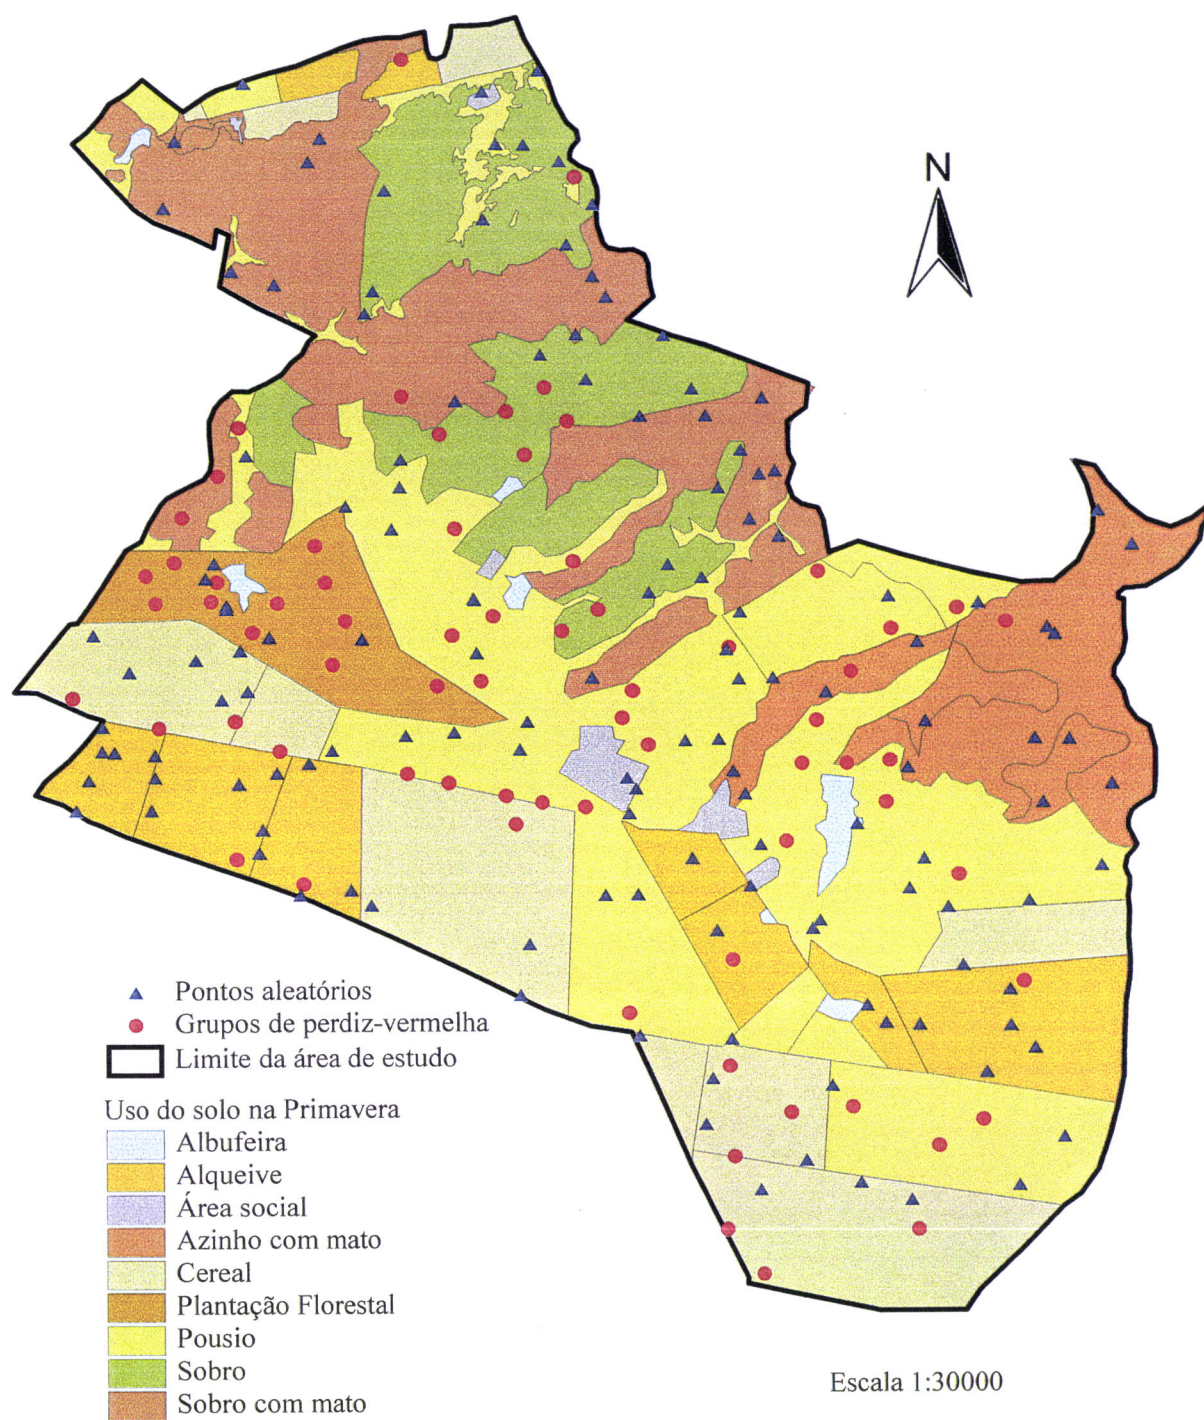 N
Pontos aleatórios
Grupos de perdiz-vermelha
Limite da área de estudo
Uso do solo na Primavera
Albufeira
Alqueive
Área social
Azinho com mato
Cereal
Plantação Florestal
Pousio
Sobro
Sobro com mato
Escala 1:30000